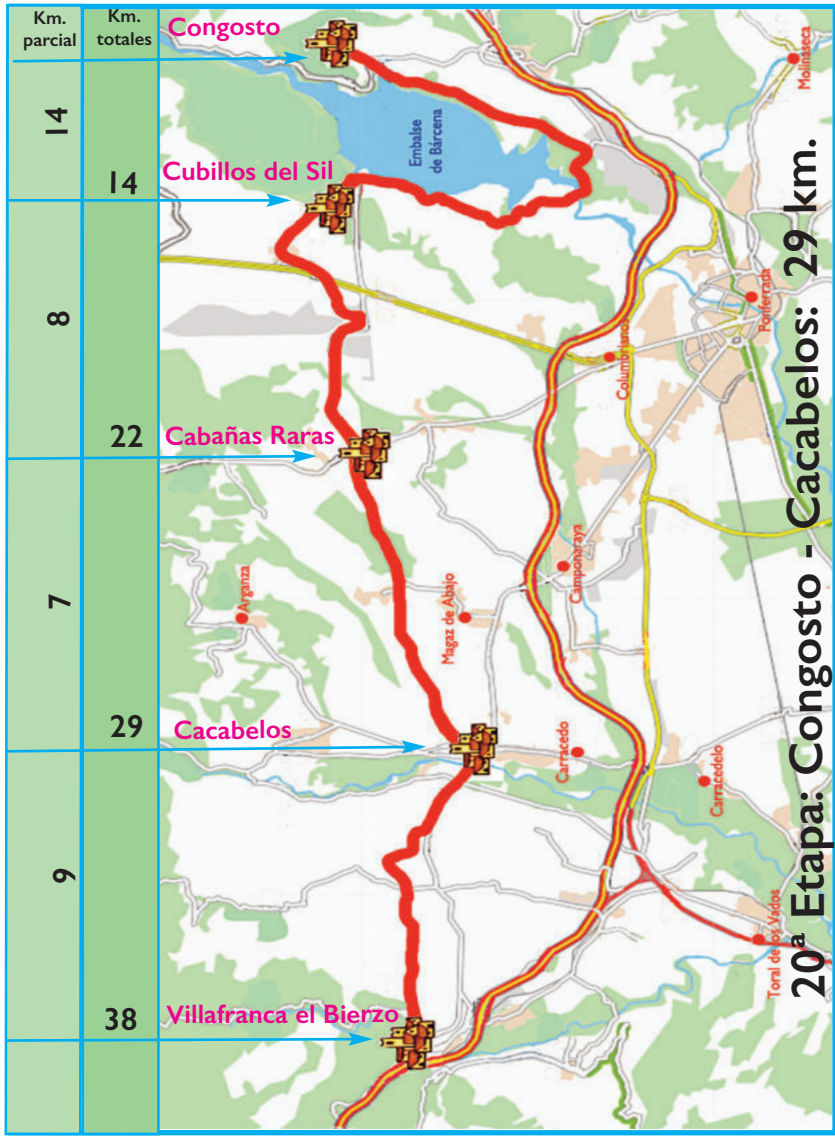 Km.
parcial
Km.
totales
Congosto
14
Cubillos del Sil
14
8
Cabañas Raras
22
7
Cacabelos
29
9
Villafranca el Bierzo
38
Embalse
de Bárcena
Molinaseca
Ponferrada
Columbrianos
Camponaraya
Magaz de Abajo
Arganza
Carracedo
Carracedelo
Toral de los Vados
20ª Etapa: Congosto - Cacabelos: 29 km.